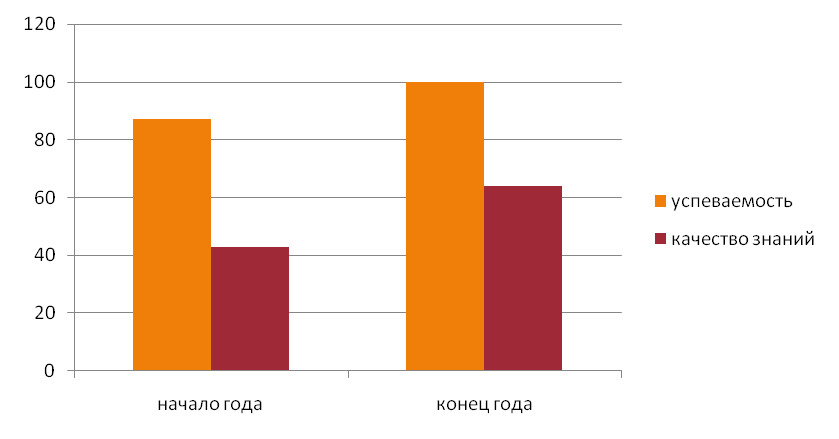 120
100
80
60
40
20
0
начало года
конец года
успеваемость
качество знаний